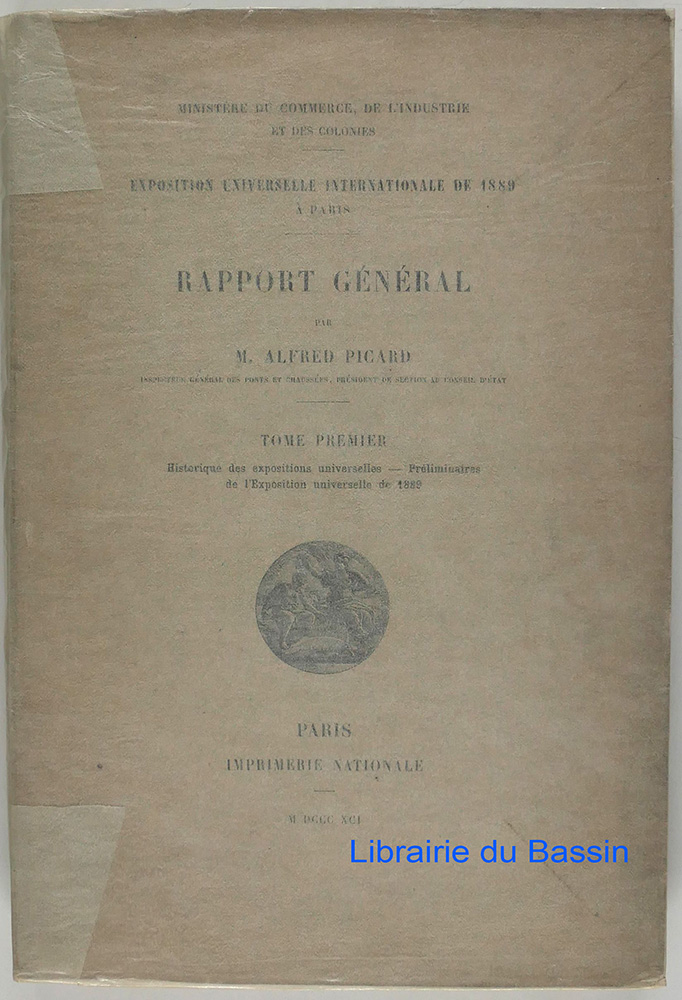 MINISTÈRE DU COMMERCE, DE L'INDUSTRIE
ET DES COLONIES
EXPOSITION UNIVERSELLE INTERNATIONALE DE 1889
À PARIS
RAPPORT GÉNÉRAL
PAR
M. ALFRED PICARD
INSPECTEUR GÉNÉRAL DES PONTS ET CHAUSSÉES, PRÉSIDENT DE SECTION AU CONSEIL D'ÉTAT
TOME PREMIER
Historique des expositions universelles — Préliminaires
de l'Exposition universelle de 1889
PARIS
IMPRIMERIE NATIONALE
M DCCC XCI
Librairie du Bassin